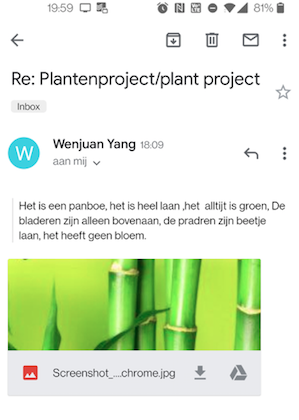 19:59
81%
Re: Plantenproject/plant project
Inbox
W
Wenjuan Yang 18:09
aan mij
Het is een panboe, het is heel laan ,het alltijt is groen, De
bladeren zijn alleen bovenaan, de pradren zijn beetje
laan, het heeft geen bloem.
Screenshot_....chrome.jpg